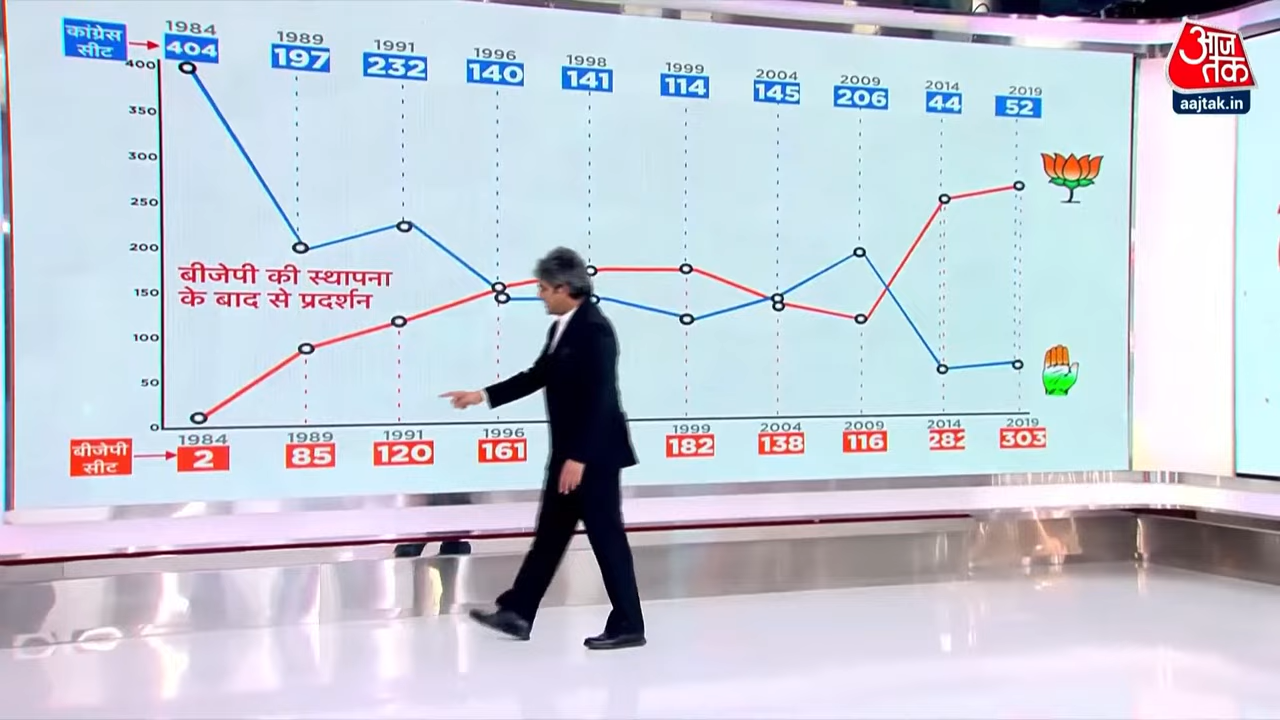 कांग्रेस
सीट
1984 1989 1991 1996 1998 1999 2004 2009 2014 2019
404 197 232 140 141 114 145 206 44 52
400
350
300
250
200
150
100
50
0
बीजेपी की स्थापना
के बाद से प्रदर्शन
1984 1989 1991 1996 1999 2004 2009 2014 2019
बीजेपी
सीट
2 85 120 161 182 138 116 282 303
आज
तक
aajtak.in